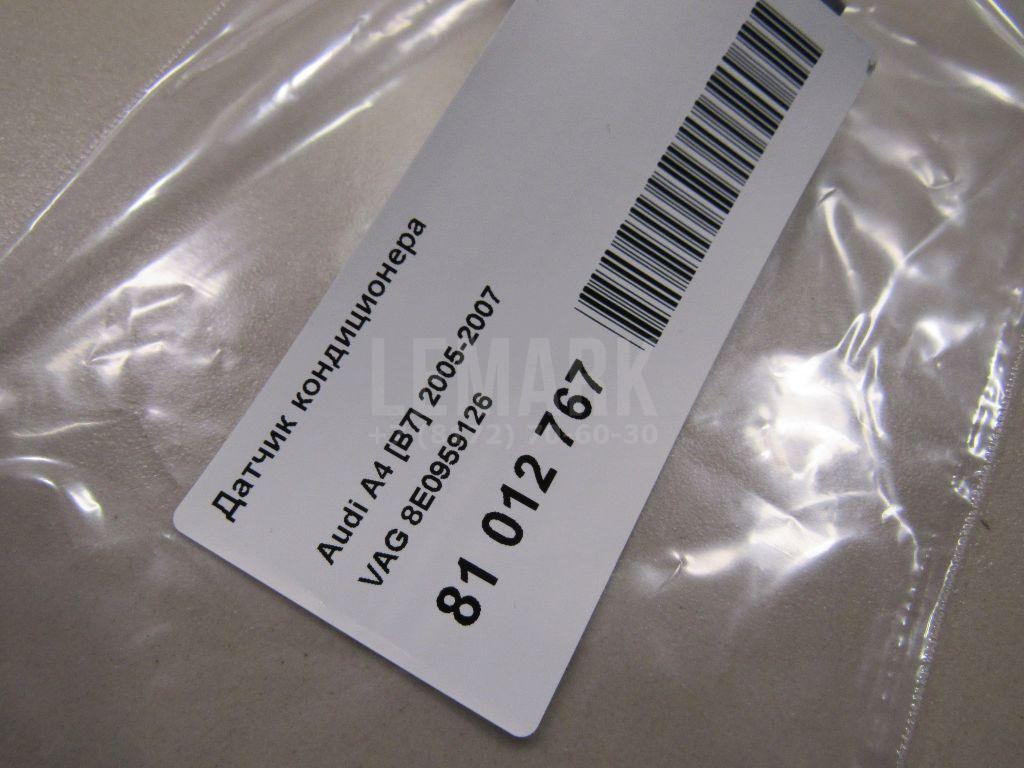 Датчик кондиционера
Audi A4 [B7] 2005-2007
VAG 8E0959126
81 012 767
LEMARK